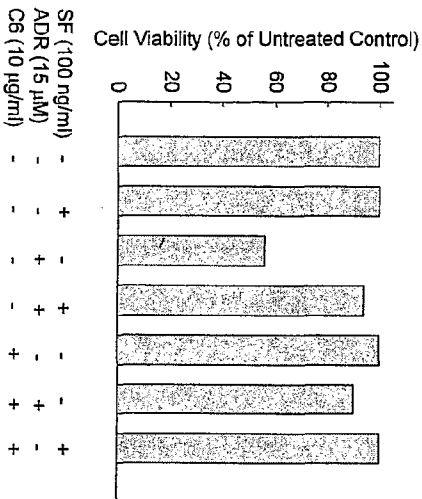 Cell Viability (% of Untreated Control)
0 20 40 60 80 100
SF (100 ng/ml) - + - + - - +
ADR (15 µM) - - + + - + -
C6 (10 µg/ml) - - - - + + +